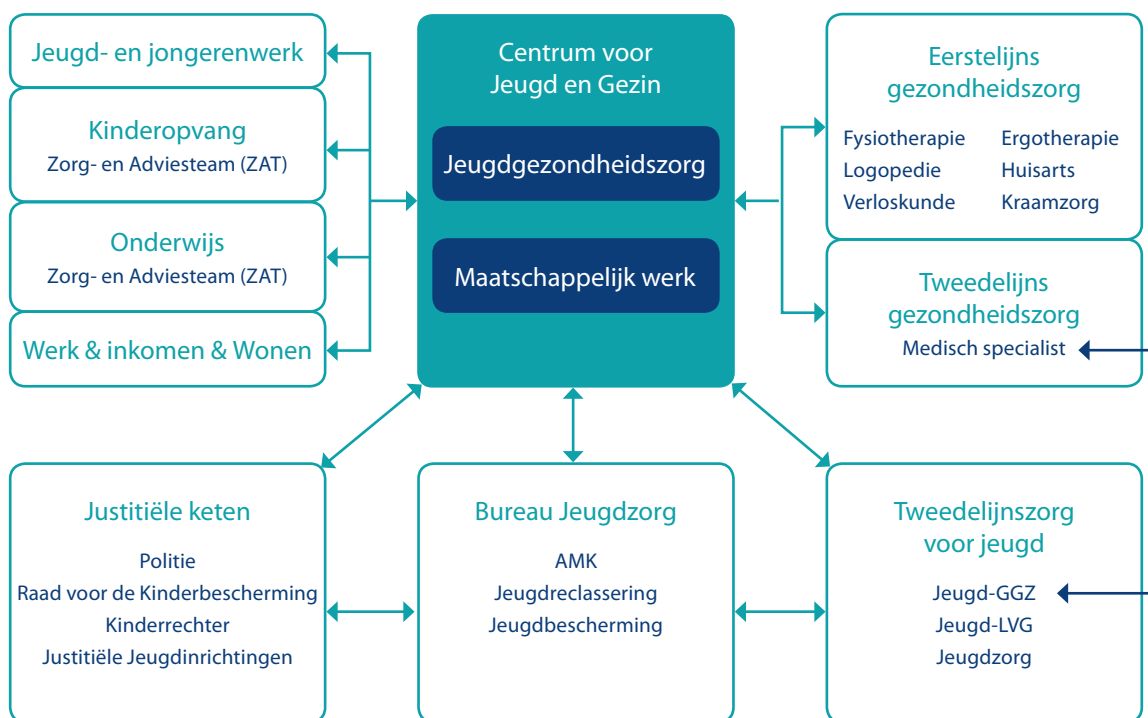 Jeugd- en jongerenwerk
Kinderopvang
Zorg- en Adviesteam (ZAT)
Onderwijs
Zorg- en Adviesteam (ZAT)
Werk & inkomen & Wonen
Centrum voor
Jeugd en Gezin
Jeugdgezondheidszorg
Maatschappelijk werk
Eerstelijns
gezondheidszorg
Fysiotherapie Ergotherapie
Logopedie Huisarts
Verloskunde Kraamzorg
Tweedelijns
gezondheidszorg
Medisch specialist
Justitiële keten
Politie
Raad voor de Kinderbescherming
Kinderrechter
Justitiële Jeugdinrichtingen
Bureau Jeugdzorg
AMK
Jeugdreclassering
Jeugdbescherming
Tweedelijnszorg
voor jeugd
Jeugd-GGZ
Jeugd-LVG
Jeugdzorg